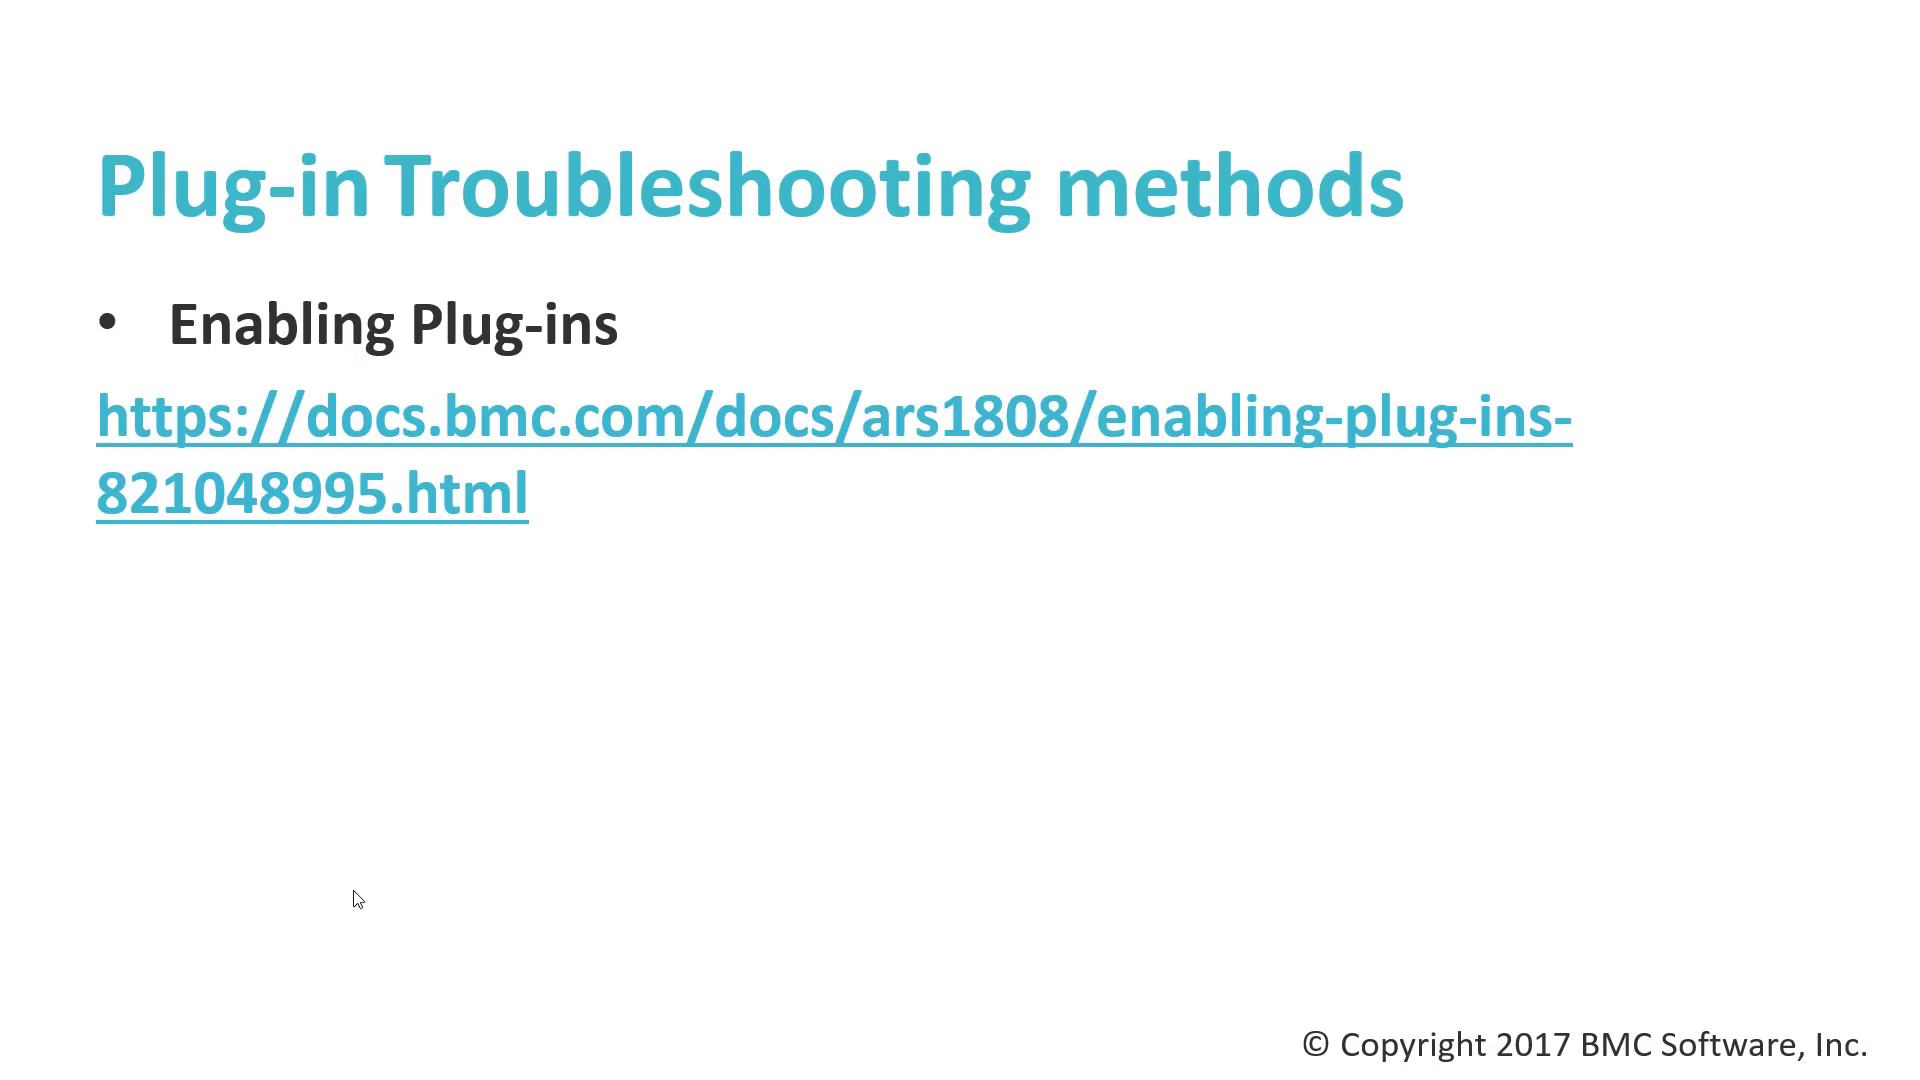 Plug-in Troubleshooting methods
• Enabling Plug-ins
https://docs.bmc.com/docs/ars1808/enabling-plug-ins-
821048995.html
© Copyright 2017 BMC Software, Inc.